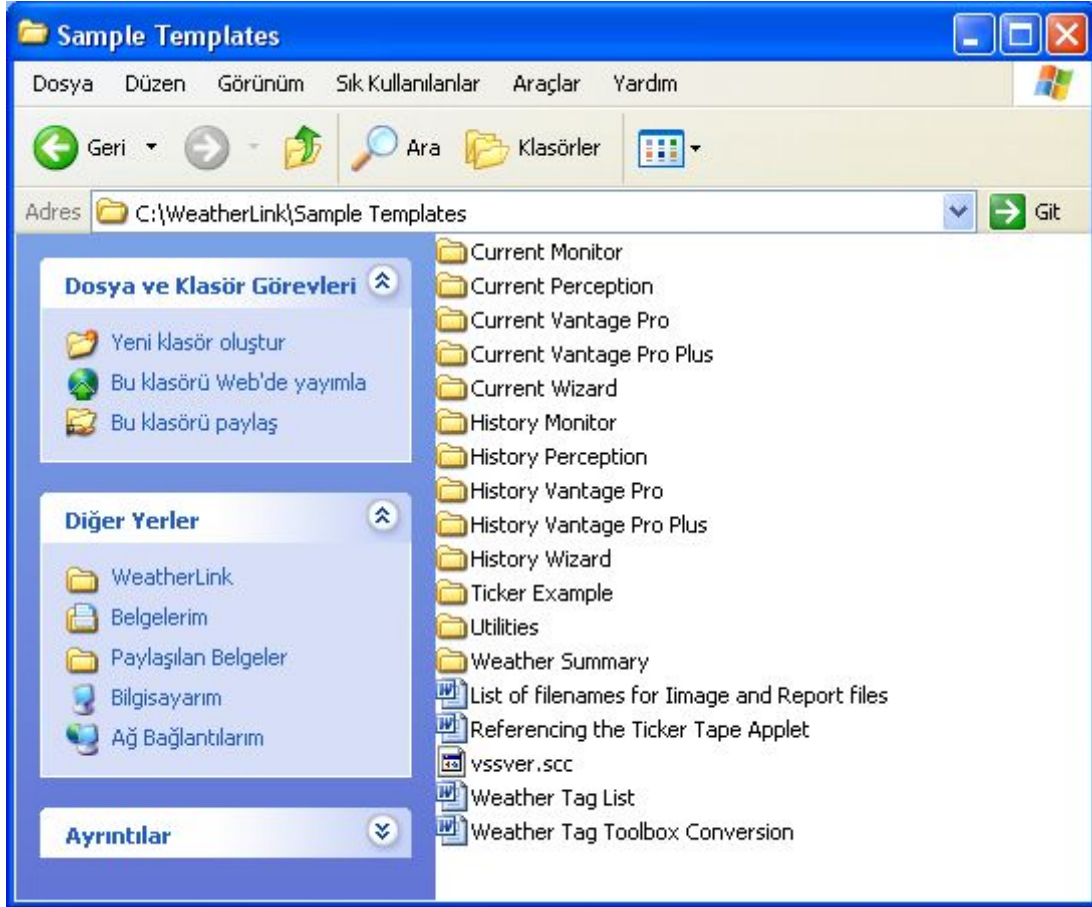 Sample Templates
Dosya Düzen Görünüm Sık Kullanılanlar Araçlar Yardım
Geri Ara Klasörler
Adres C:\WeatherLink\Sample Templates Git
Dosya ve Klasör Görevleri
Yeni klasör oluştur
Bu klasörü Web'de yayımla
Bu klasörü paylaş
Diğer Yerler
WeatherLink
Belgelerim
Paylaşılan Belgeler
Bilgisayarım
Ağ Bağlantılarım
Ayrıntılar
Current Monitor
Current Perception
Current Vantage Pro
Current Vantage Pro Plus
Current Wizard
History Monitor
History Perception
History Vantage Pro
History Vantage Pro Plus
History Wizard
Ticker Example
Utilities
Weather Summary
List of filenames for Iimage and Report files
Referencing the Ticker Tape Applet
vssver.scc
Weather Tag List
Weather Tag Toolbox Conversion